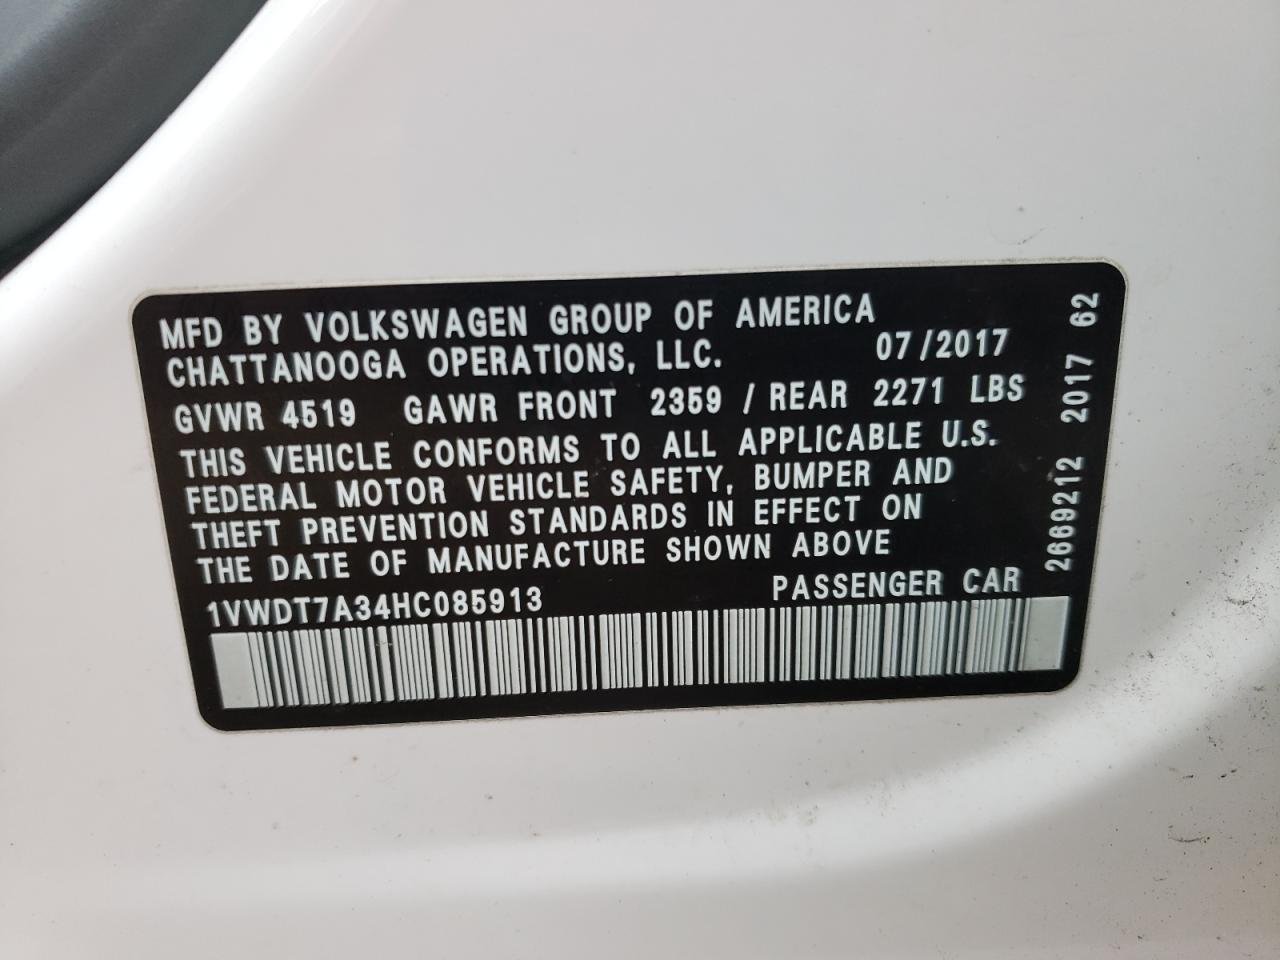 MFD BY VOLKSWAGEN GROUP OF AMERICA
CHATTANOOGA OPERATIONS, LLC. 07/2017
GVWR 4519 GAWR FRONT 2359 / REAR 2271 LBS
THIS VEHICLE CONFORMS TO ALL APPLICABLE U.S.
FEDERAL MOTOR VEHICLE SAFETY, BUMPER AND
THEFT PREVENTION STANDARDS IN EFFECT ON
THE DATE OF MANUFACTURE SHOWN ABOVE
1VWDT7A34HC085913 PASSENGER CAR
2669212 2017 62